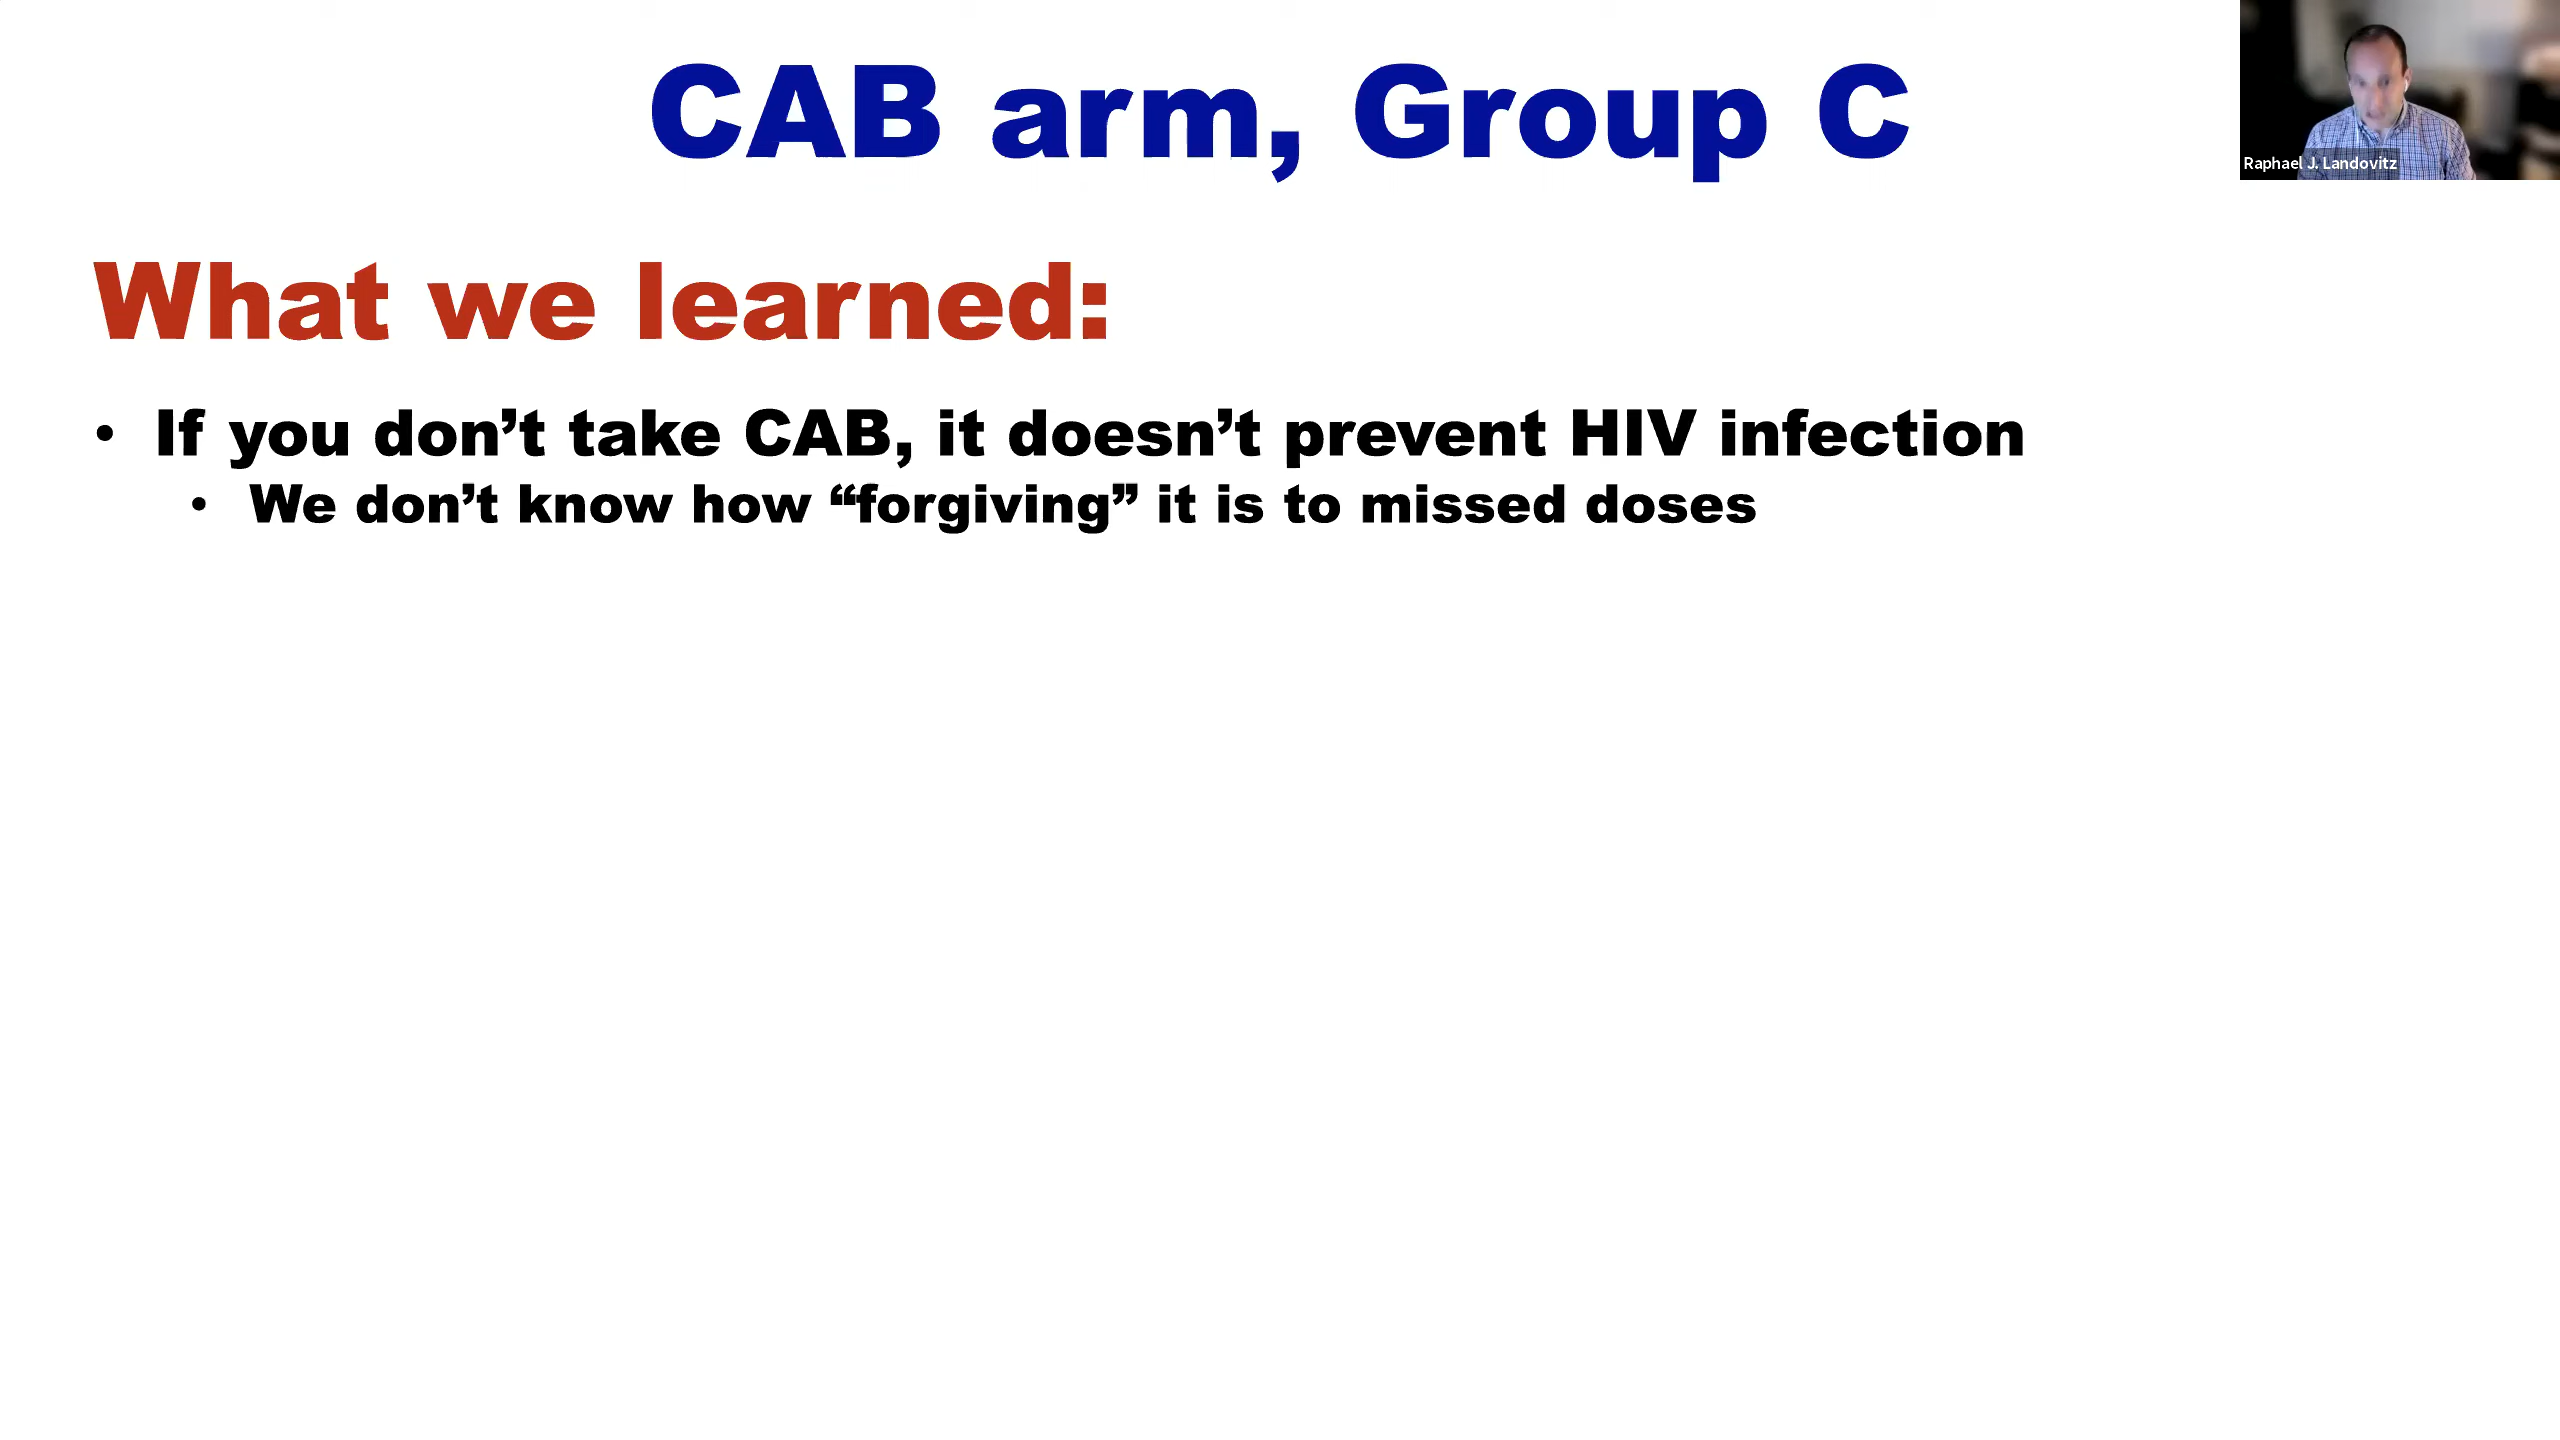 CAB arm, Group C
Raphael J. Landovitz
What we learned:
• If you don’t take CAB, it doesn’t prevent HIV infection
• We don’t know how “forgiving” it is to missed doses